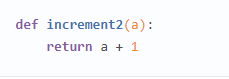 def increment2(a):
    return a + 1